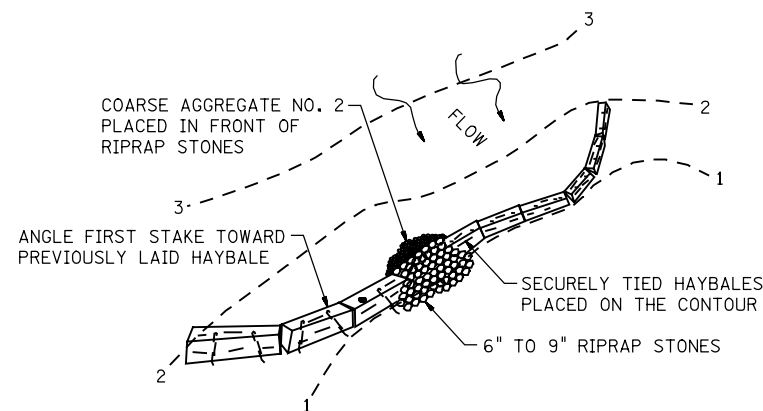 3
COARSE AGGREGATE NO. 2
PLACED IN FRONT OF
RIPRAP STONES
FLOW
2
1
3
ANGLE FIRST STAKE TOWARD
PREVIOUSLY LAID HAYBALE
SECURELY TIED HAYBALES
PLACED ON THE CONTOUR
6" TO 9" RIPRAP STONES
2
1